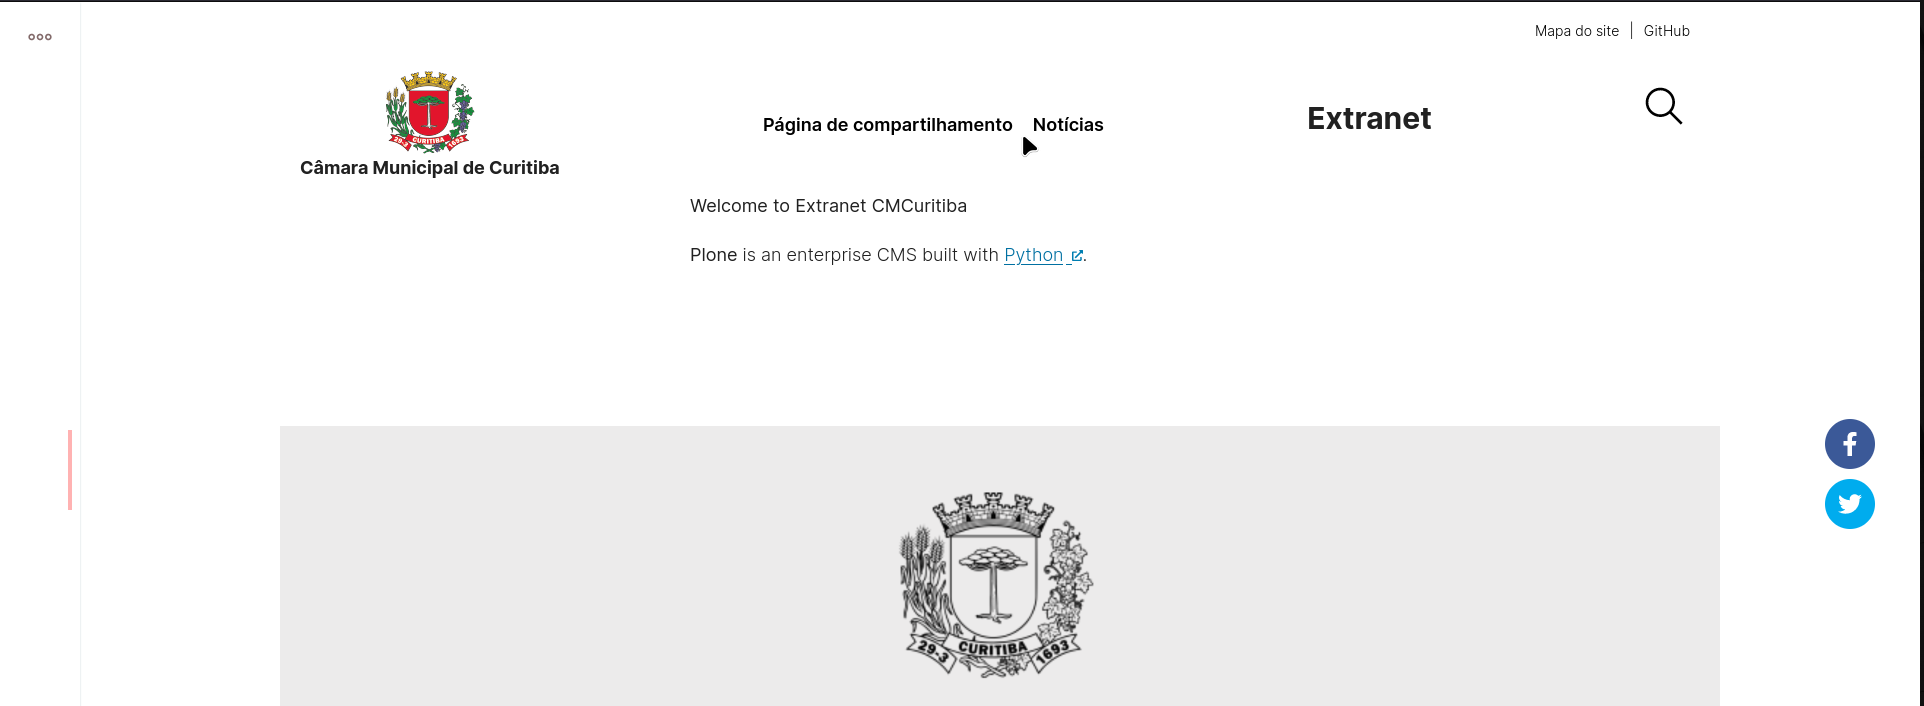 Mapa do site | GitHub
29-3 CURITIBA 1693
Câmara Municipal de Curitiba
Página de compartilhamento Notícias
Extranet
Welcome to Extranet CMCuritiba
Plone is an enterprise CMS built with Python.
29-3 CURITIBA 1693